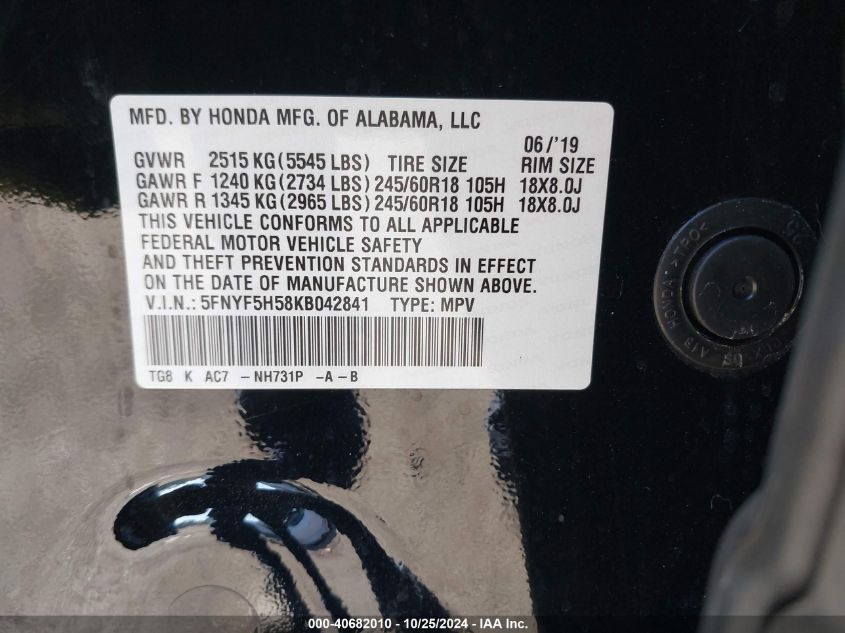 MFD. BY HONDA MFG. OF ALABAMA, LLC
06/'19
GVWR 2515 KG (5545 LBS) TIRE SIZE RIM SIZE
GAWR F 1240 KG (2734 LBS) 245/60R18 105H 18X8.0J
GAWR R 1345 KG (2965 LBS) 245/60R18 105H 18X8.0J
THIS VEHICLE CONFORMS TO ALL APPLICABLE
FEDERAL MOTOR VEHICLE SAFETY
AND THEFT PREVENTION STANDARDS IN EFFECT
ON THE DATE OF MANUFACTURE SHOWN ABOVE.
V.I.N.: 5FNYF5H58KB042841 TYPE: MPV
TG8 K AC7 -NH731P -A-B
HONDA >TPO<
000-40682010 - 10/25/2024 - IAA Inc.